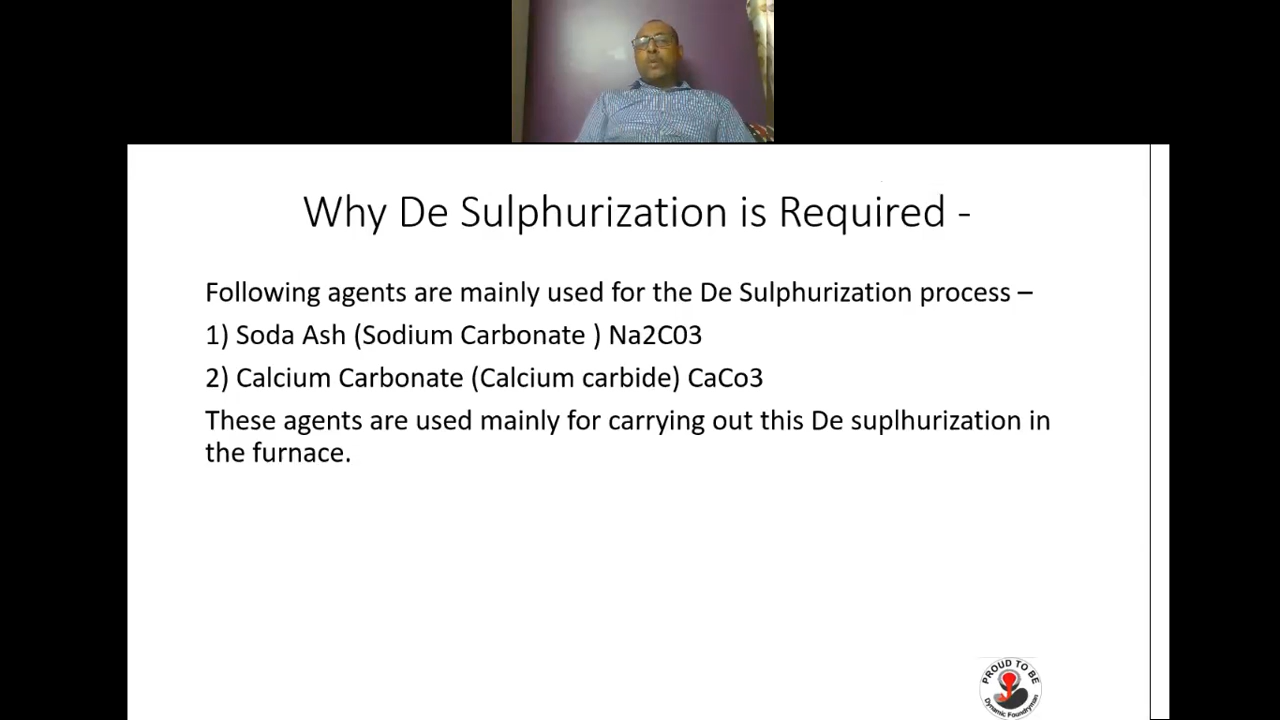 Why De Sulphurization is Required -
Following agents are mainly used for the De Sulphurization process –
1) Soda Ash (Sodium Carbonate ) Na2C03
2) Calcium Carbonate (Calcium carbide) CaCo3
These agents are used mainly for carrying out this De suplhurization in
the furnace.
PROUD TO BE
Dynamic Foundryman